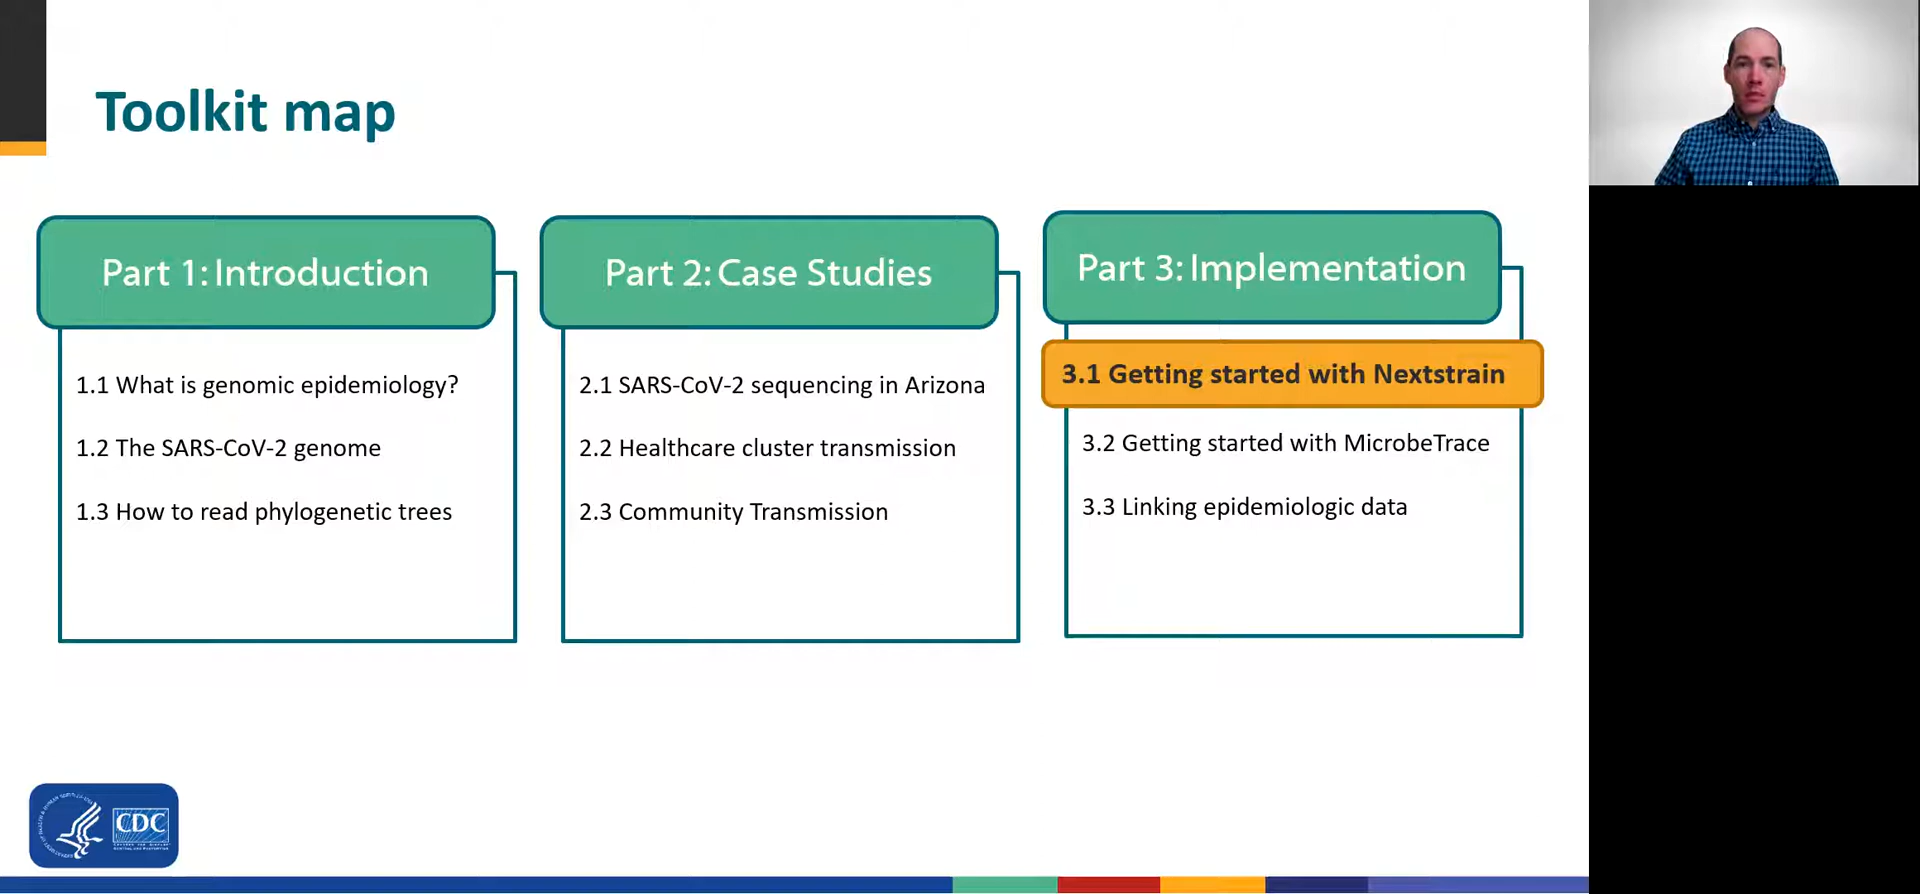 Toolkit map
Part 1: Introduction
1.1 What is genomic epidemiology?
1.2 The SARS-CoV-2 genome
1.3 How to read phylogenetic trees
Part 2: Case Studies
2.1 SARS-CoV-2 sequencing in Arizona
2.2 Healthcare cluster transmission
2.3 Community Transmission
Part 3: Implementation
3.1 Getting started with Nextstrain
3.2 Getting started with MicrobeTrace
3.3 Linking epidemiologic data
CDC